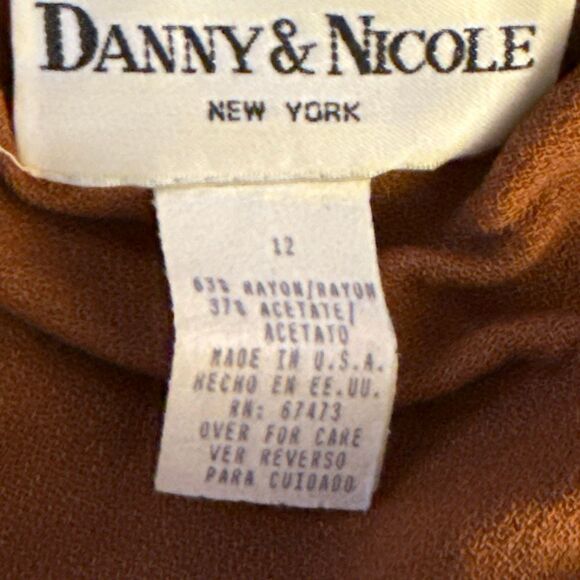 DANNY & NICOLE
NEW YORK
12
63% RAYON/RAYON
37% ACETATE/
ACETATO
MADE IN U.S.A.
HECHO EN EE.UU.
RN: 67473
OVER FOR CARE
VER REVERSO
PARA CUIDADO